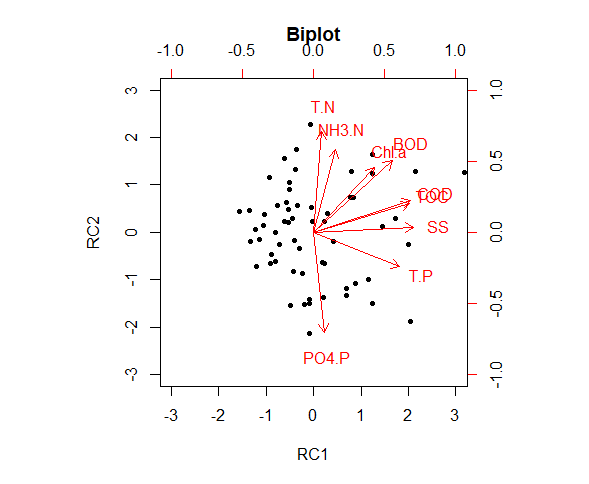 Biplot
-1.0 -0.5 0.0 0.5 1.0
T.N
NH3.N
BOD
Chl.a
COD
TOC
SS
T.P
PO4.P
3
2
1
0
-1
-2
-3
RC2
1.0
0.5
0.0
-0.5
-1.0
-3 -2 -1 0 1 2 3
RC1